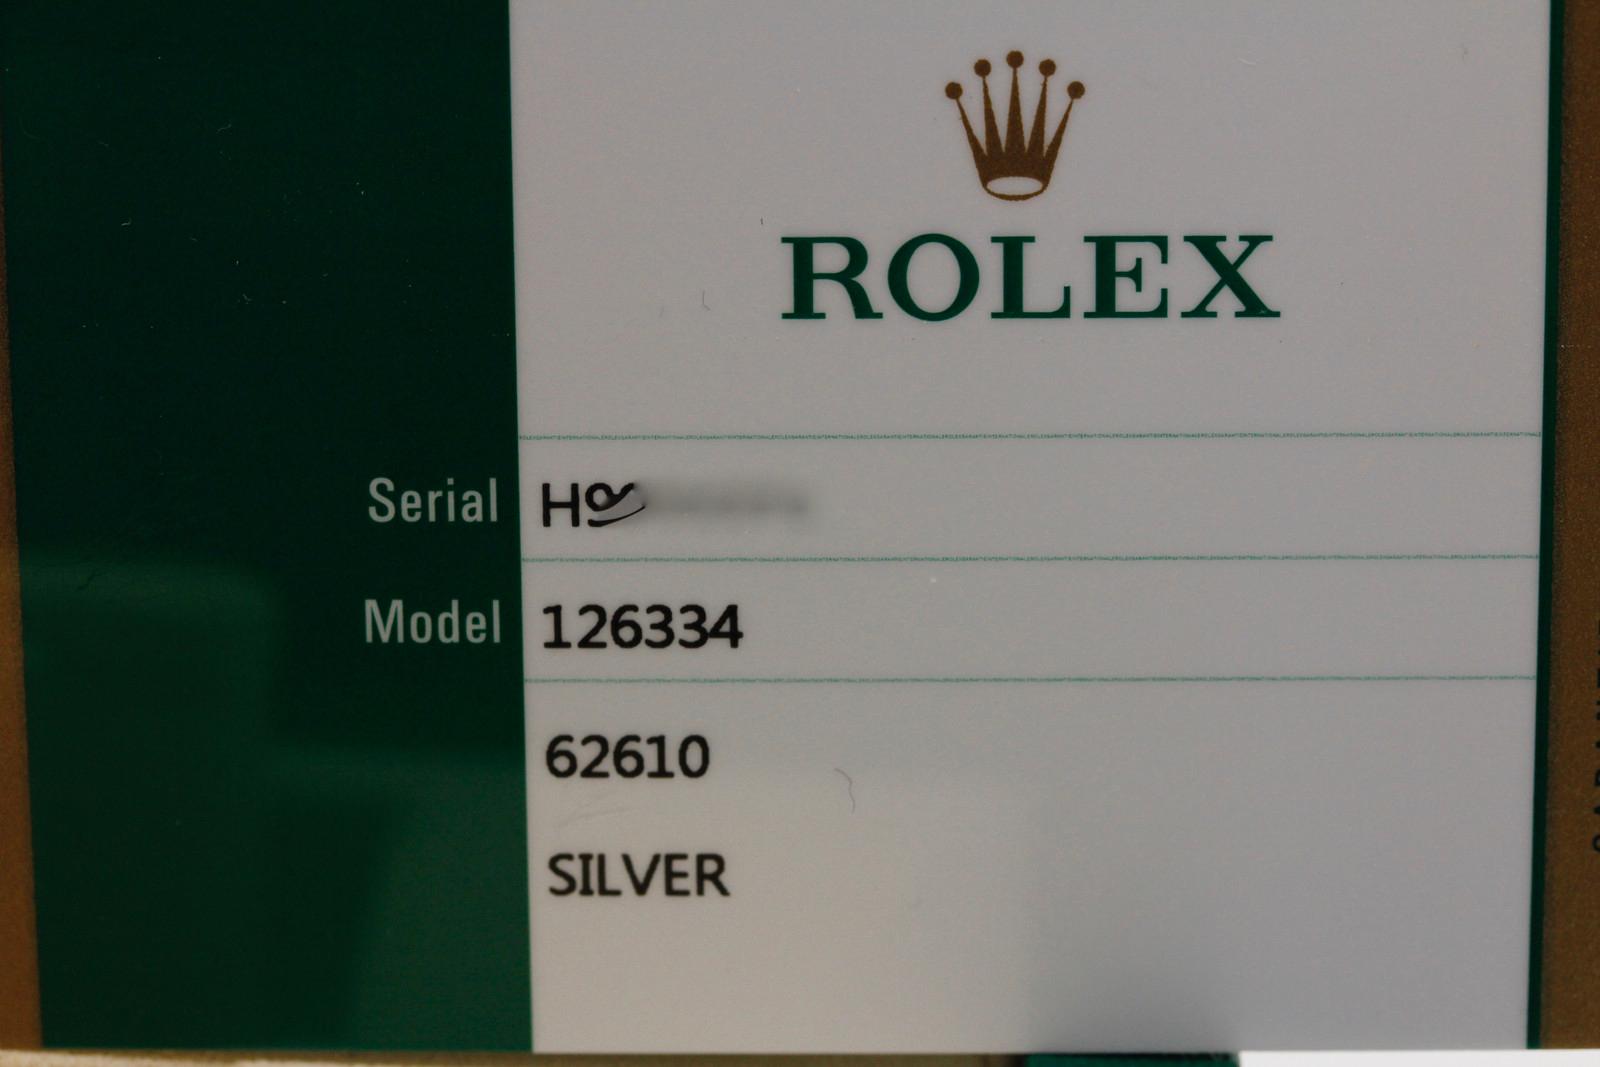 ROLEX
Serial
Model 126334
62610
SILVER